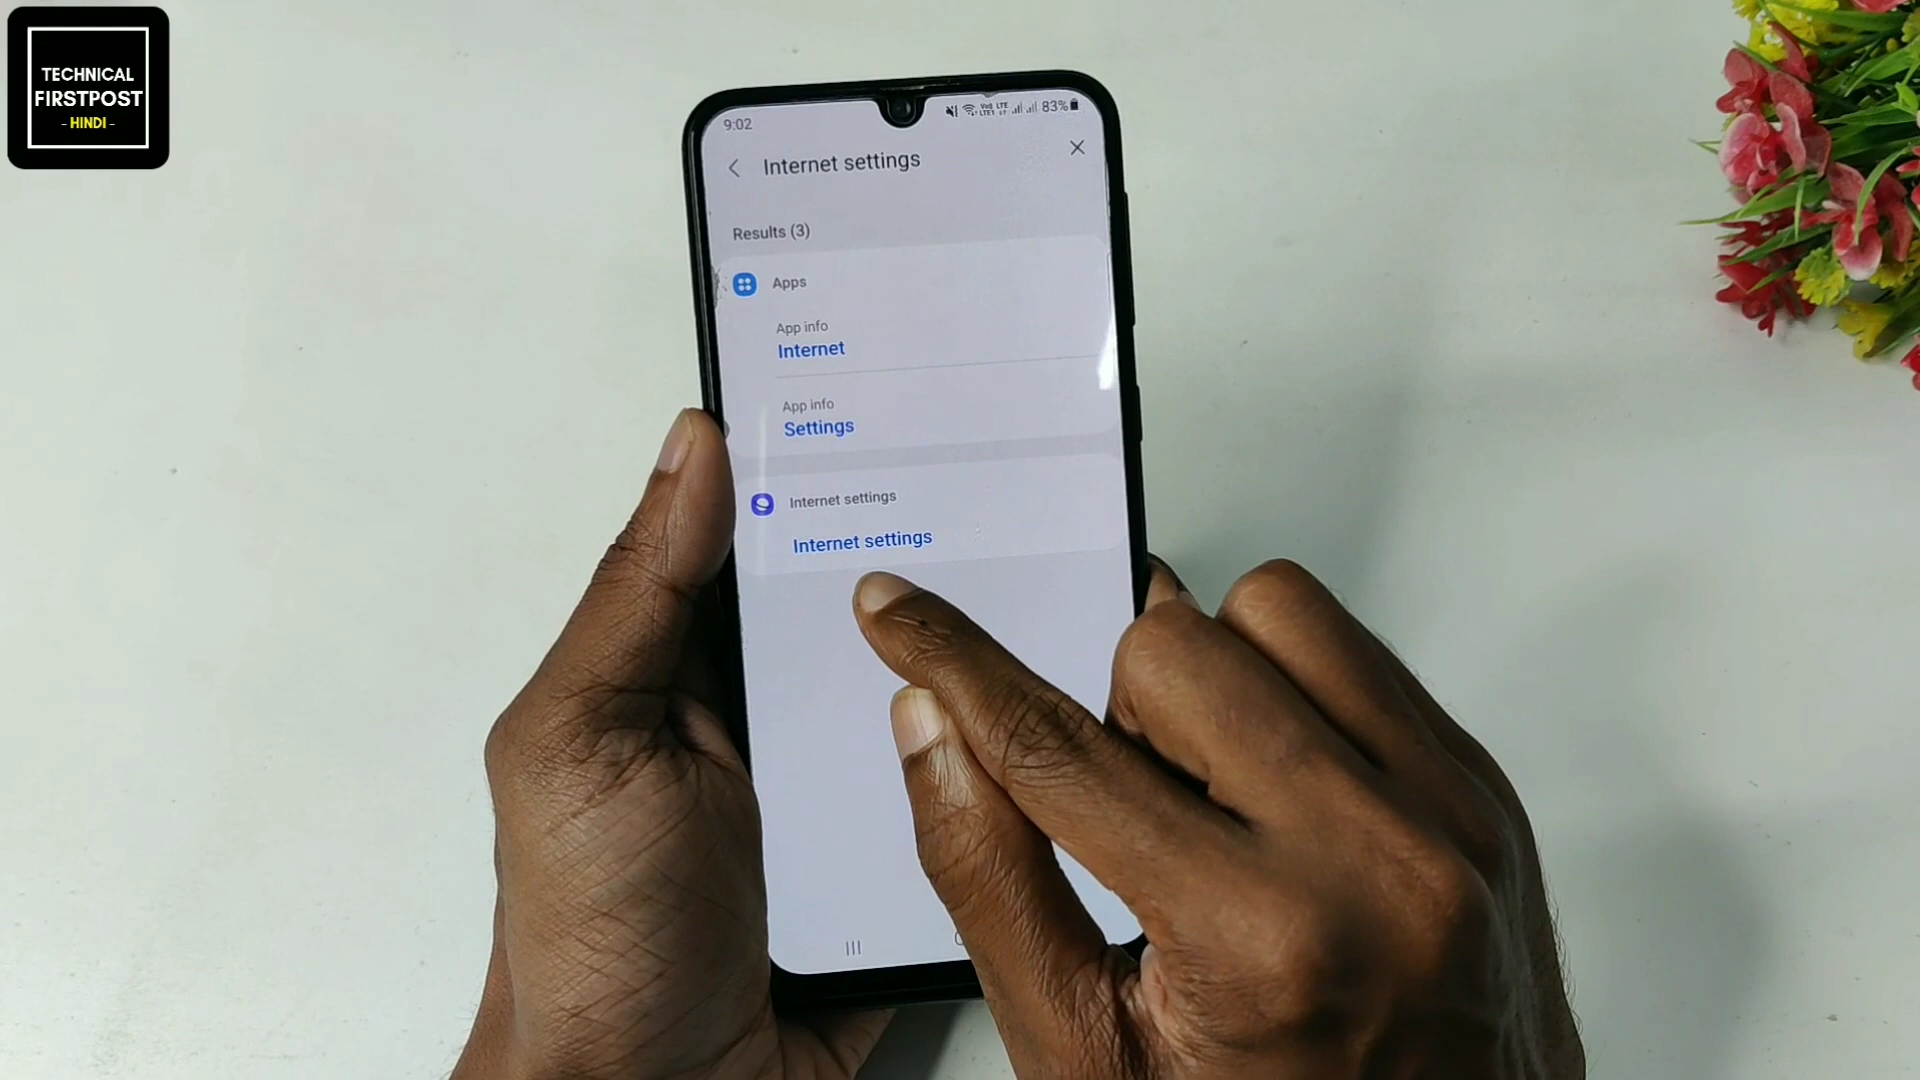 TECHNICAL
FIRSTPOST
- HINDI -
9:02
83%
Internet settings
Results (3)
Apps
App info
Internet
App info
Settings
Internet settings
Internet settings